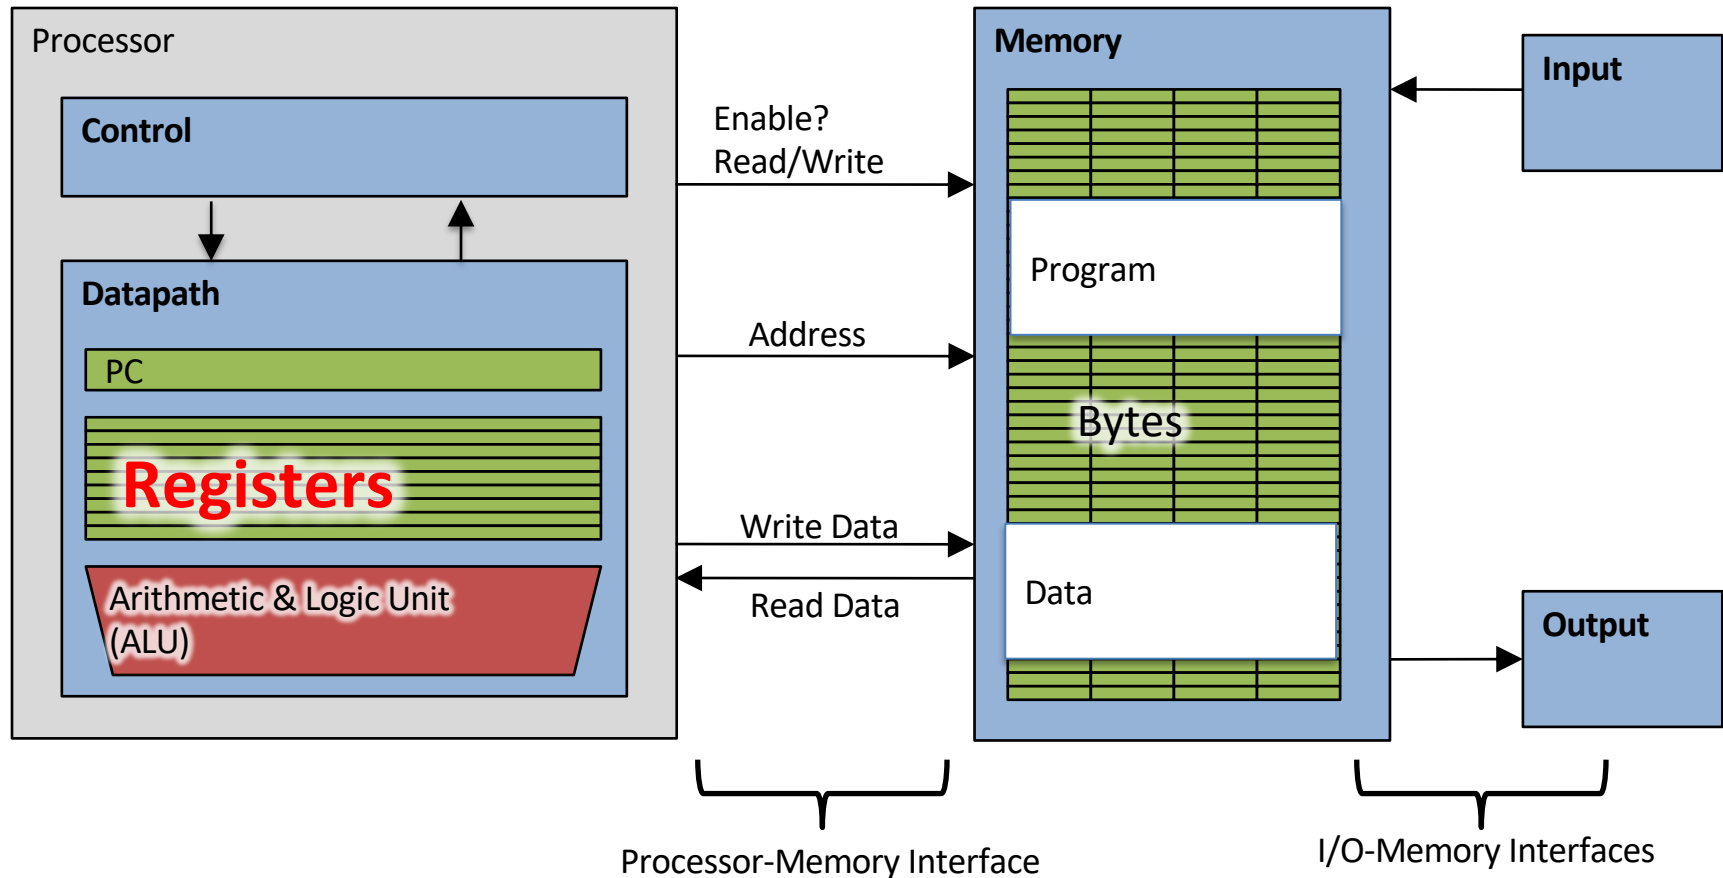 Processor
Control
Datapath
PC
Registers
Arithmetic & Logic Unit
(ALU)
Enable?
Read/Write
Address
Write Data
Read Data
Processor-Memory Interface
Memory
Program
Bytes
Data
Input
Output
I/O-Memory Interfaces